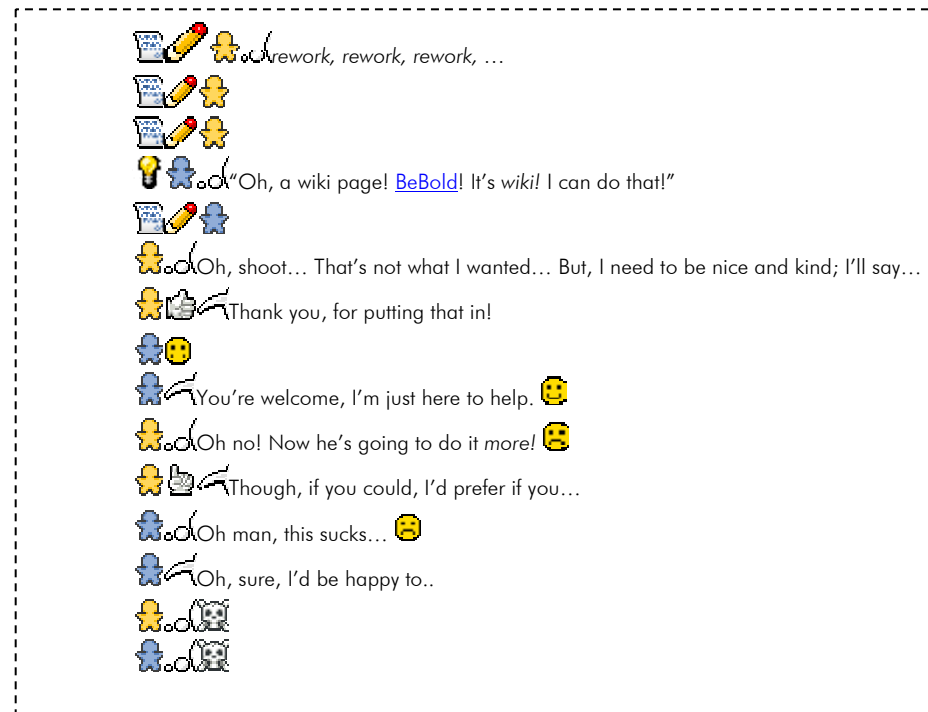 rework, rework, rework, …
“Oh, a wiki page! BeBold! It’s wiki! I can do that!”
Oh, shoot… That’s not what I wanted… But, I need to be nice and kind; I’ll say…
Thank you, for putting that in!
You’re welcome, I’m just here to help.
Oh no! Now he’s going to do it more!
Though, if you could, I’d prefer if you…
Oh man, this sucks…
Oh, sure, I’d be happy to..